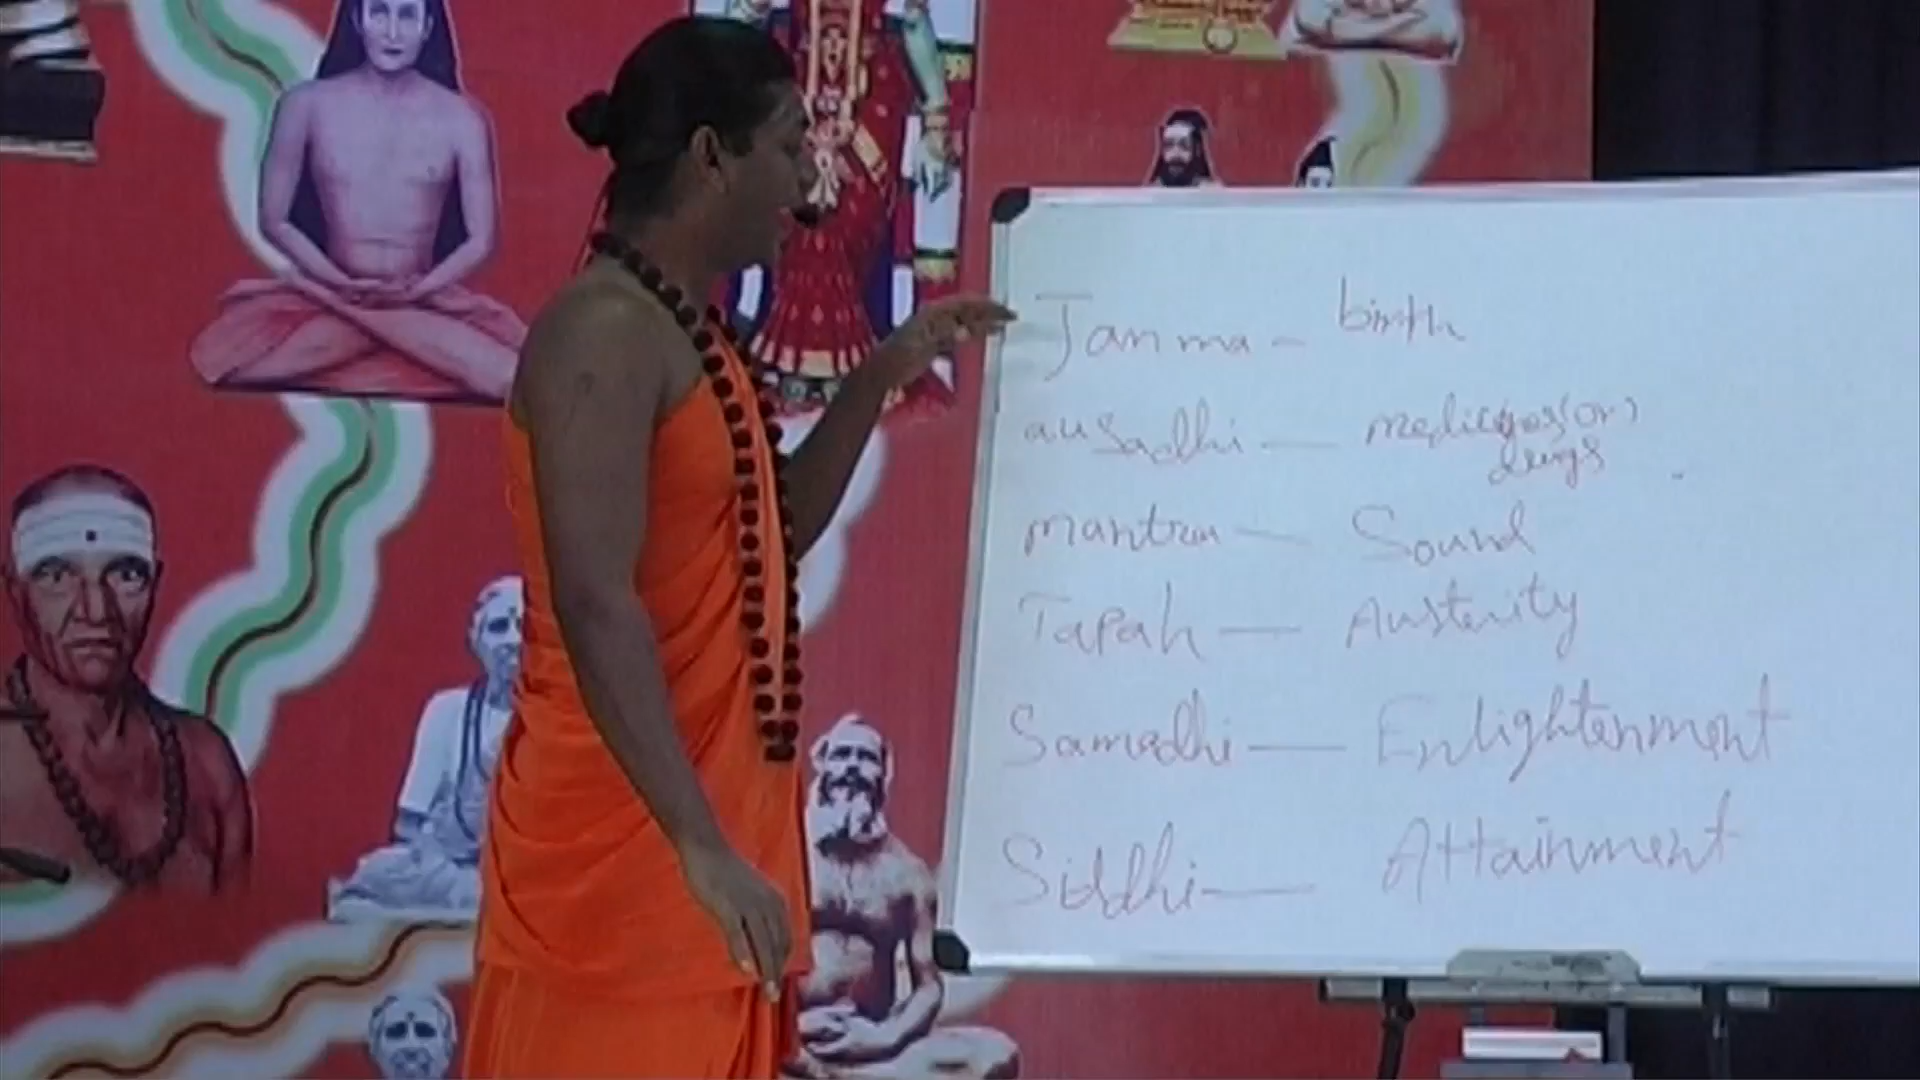 Janma - birth
ausadhi - medicines (or)
drugs
mantra - Sound
Tapah - Austerity
Samadhi - Enlightenment
Siddhi - Attainment